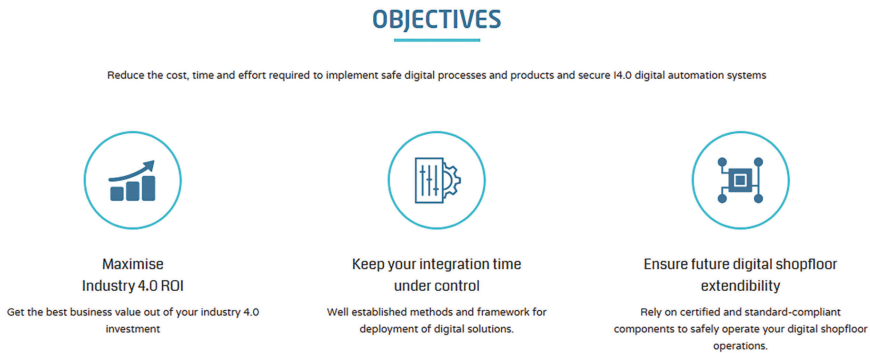 OBJECTIVES
Reduce the cost, time and effort required to implement safe digital processes and products and secure I4.0 digital automation systems
Maximise
Industry 4.0 ROI
Get the best business value out of your industry 4.0
investment
Keep your integration time
under control
Well established methods and framework for
deployment of digital solutions.
Ensure future digital shopfloor
extendibility
Rely on certified and standard-compliant
components to safely operate your digital shopfloor
operations.